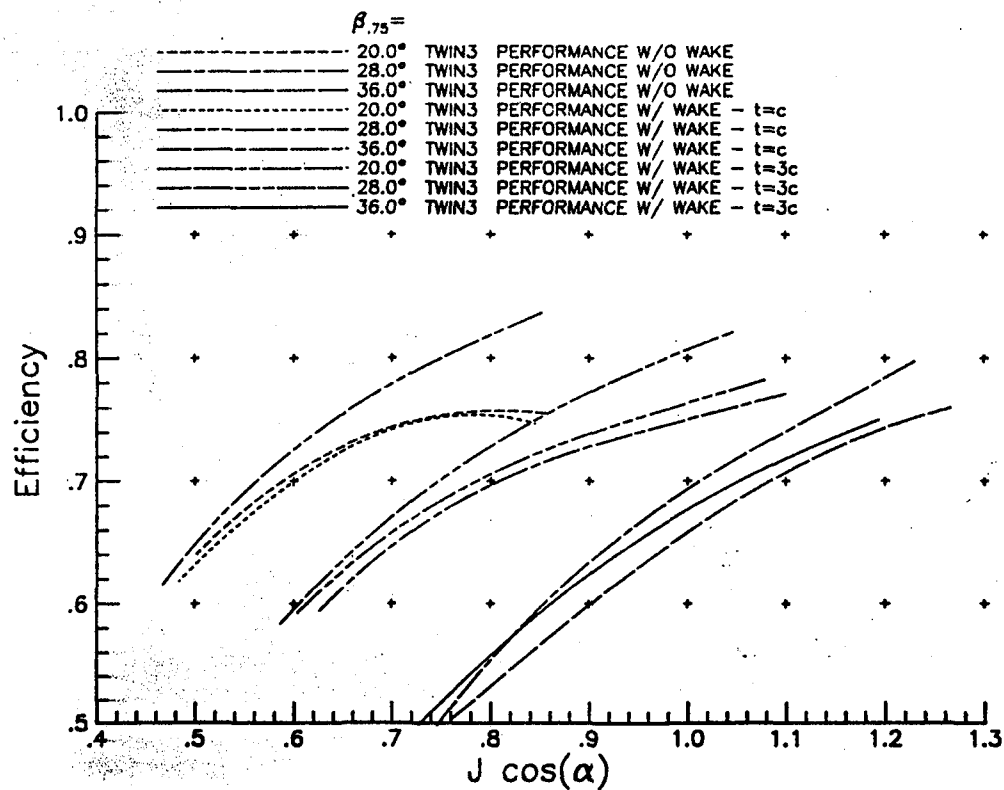 β.75=
20.0° TWIN3 PERFORMANCE W/O WAKE
28.0° TWIN3 PERFORMANCE W/O WAKE
36.0° TWIN3 PERFORMANCE W/O WAKE
20.0° TWIN3 PERFORMANCE W/ WAKE - t=c
28.0° TWIN3 PERFORMANCE W/ WAKE - t=c
36.0° TWIN3 PERFORMANCE W/ WAKE - t=c
20.0° TWIN3 PERFORMANCE W/ WAKE - t=3c
28.0° TWIN3 PERFORMANCE W/ WAKE - t=3c
36.0° TWIN3 PERFORMANCE W/ WAKE - t=3c
1.0
.9
.8
.7
.6
.5
Efficiency
.4 .5 .6 .7 .8 .9 1.0 1.1 1.2 1.3
J cos(α)